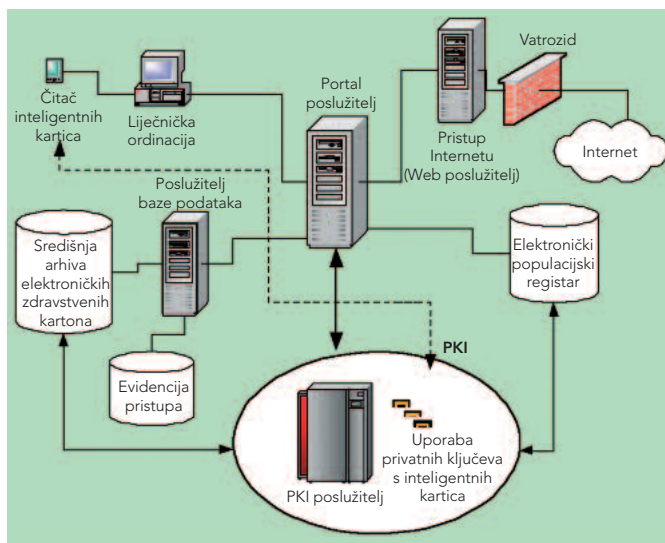 Čitač
inteligentnih
kartica
Liječnička
ordinacija
Portal
poslužitelj
Vatrozid
Pristup
Internetu
(Web poslužitelj)
Internet
Poslužitelj
baze podataka
Središnja
arhiva
elektroničkih
zdravstvenih
kartona
Elektronički
populacijski
registar
Evidencija
pristupa
PKI
Uporaba
privatnih ključeva
s inteligentnih
kartica
PKI poslužitelj